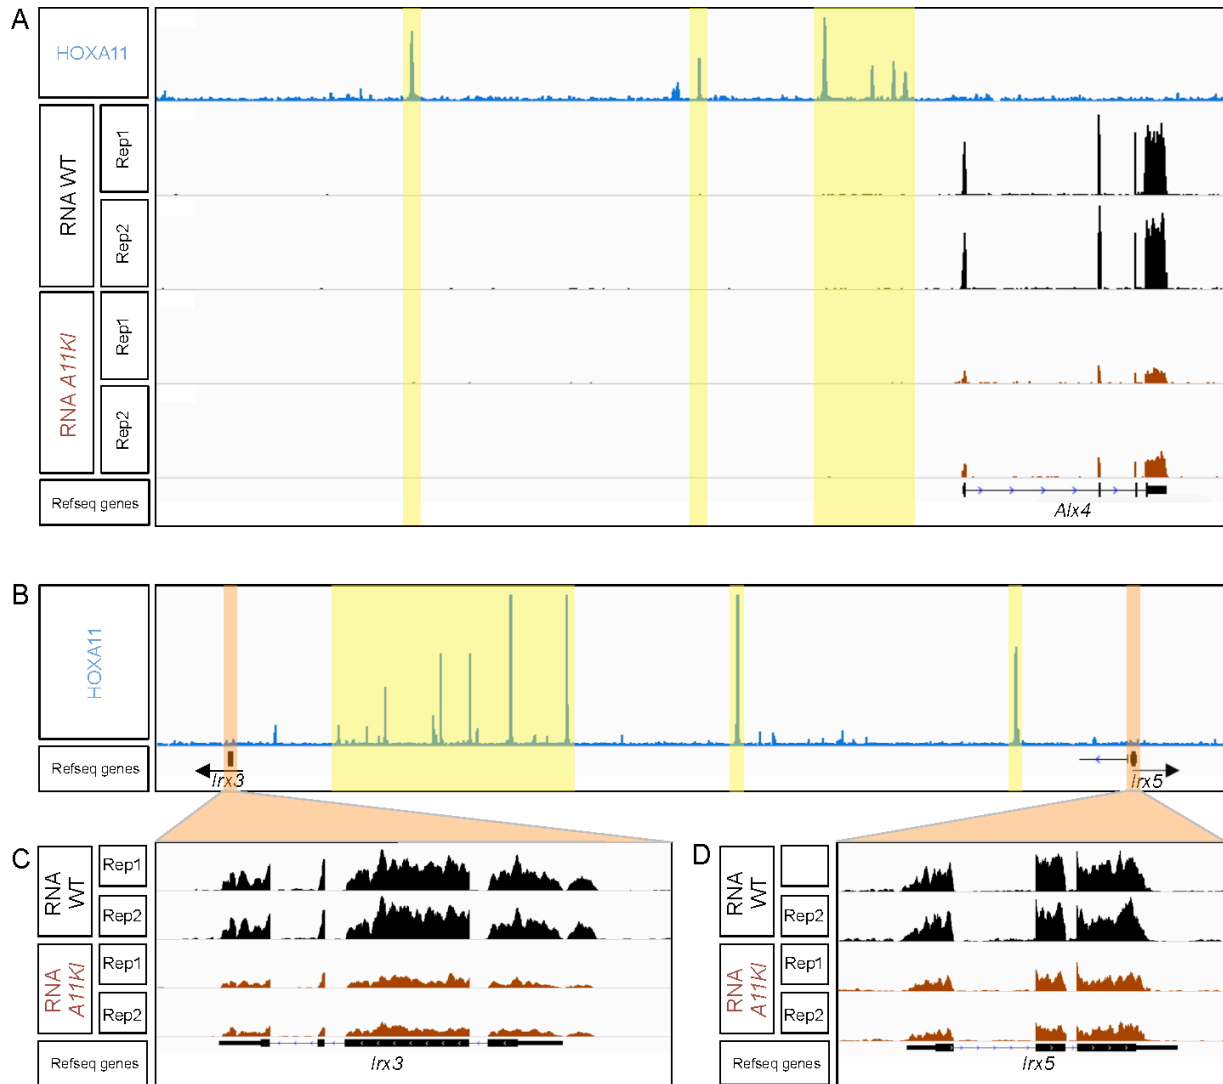 A
HOXA11
RNA WT
Rep1
Rep2
RNA A11KI
Rep1
Rep2
Refseq genes
Alx4
B
HOXA11
Refseq genes
Irx3
Irx5
C
RNA WT
Rep1
Rep2
RNA A11KI
Rep1
Rep2
Refseq genes
Irx3
D
RNA WT
Rep2
RNA A11KI
Rep1
Rep2
Refseq genes
Irx5